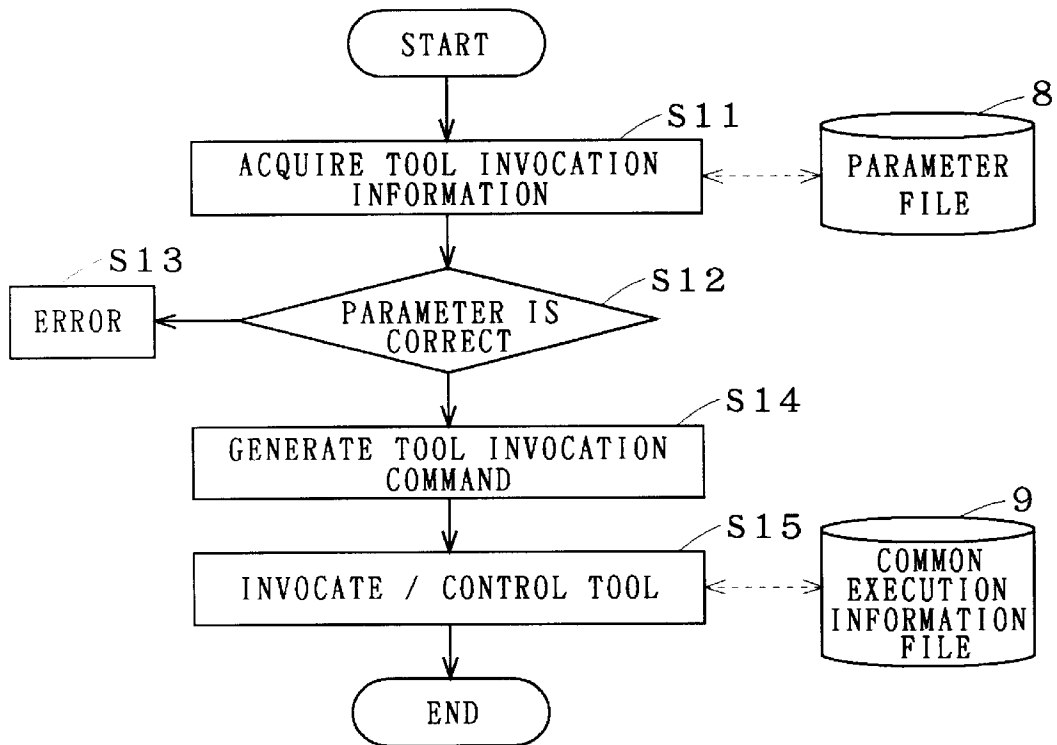 START
S11
8
ACQUIRE TOOL INVOCATION
INFORMATION
PARAMETER
FILE
S13
S12
ERROR
PARAMETER IS
CORRECT
S14
GENERATE TOOL INVOCATION
COMMAND
S15
9
INVOCATE / CONTROL TOOL
COMMON
EXECUTION
INFORMATION
FILE
END